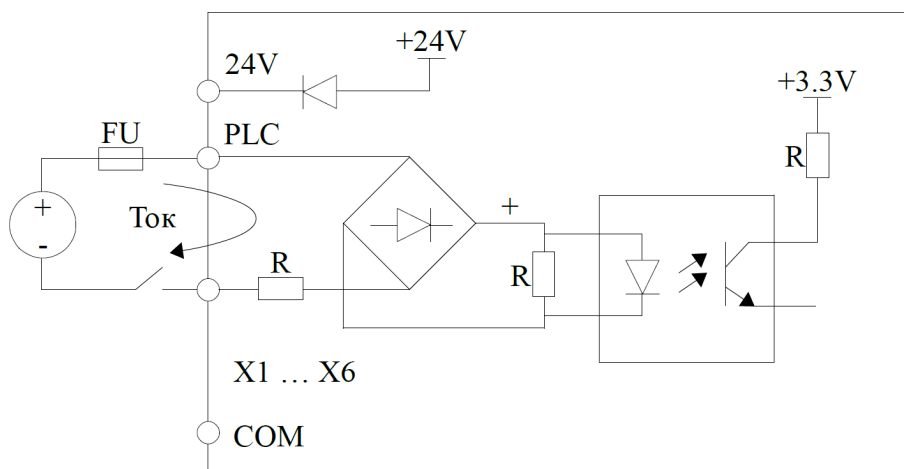 24V
+24V
+3.3V
FU
PLC
R
+
-
Ток
+
R
R
X1 ... X6
COM